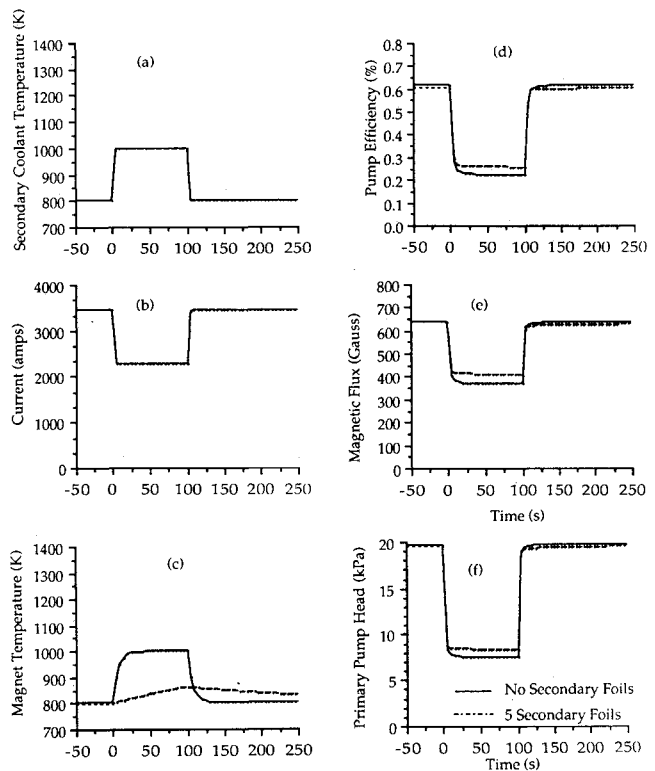 Secondary Coolant Temperature (K)
1400
1300
1200
1100
1000
900
800
700
(a)
-50 0 50 100 150 200 250
Pump Efficiency (%)
0.8
0.7
0.6
0.5
0.4
0.3
0.2
0.1
0.0
(d)
-50 0 50 100 150 200 250
Current (amps)
4000
3000
2000
1000
0
(b)
-50 0 50 100 150 200 250
Magnetic Flux (Gauss)
800
700
600
500
400
300
200
100
0
(e)
-50 0 50 100 150 200 250
Time (s)
Magnet Temperature (K)
1400
1300
1200
1100
1000
900
800
700
(c)
-50 0 50 100 150 200 250
Primary Pump Head (kPa)
20
15
10
5
0
(f)
No Secondary Foils
5 Secondary Foils
-50 0 50 100 150 200 250
Time (s)